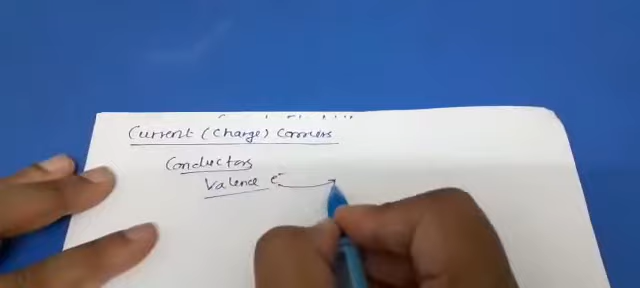 Current (Charge) Carriers
Conductors
Valence e⁻